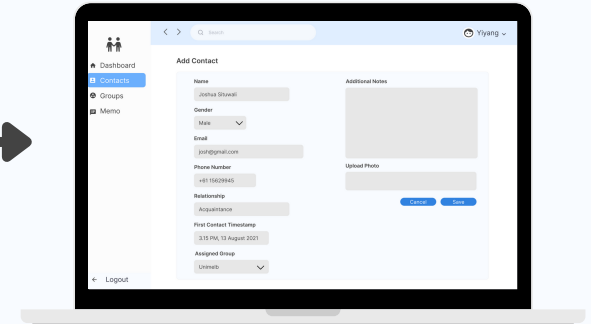 Search
Yiyang
Dashboard
Contacts
Groups
Memo
Logout
Add Contact
Name
Joshua Situwali
Gender
Male
Email
josh@gmail.com
Phone Number
+61 15629945
Relationship
Acquaintance
First Contact Timestamp
3.15 PM, 13 August 2021
Assigned Group
Unimelb
Additional Notes
Upload Photo
Cancel
Save